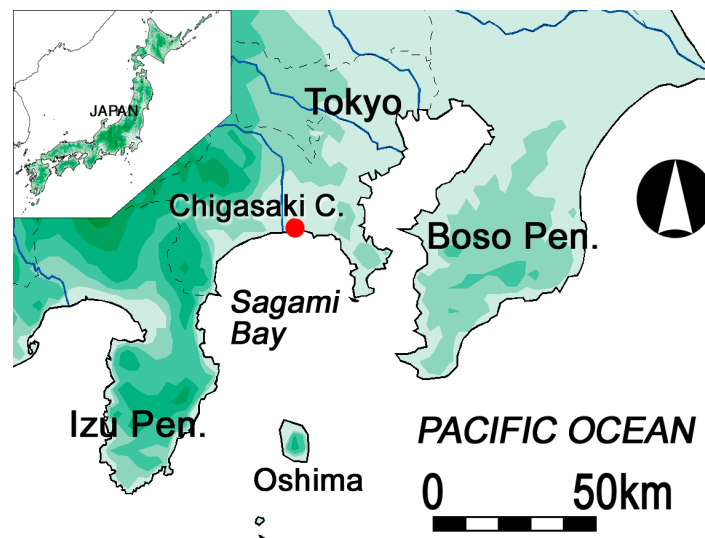 JAPAN
Tokyo
Chigasaki C.
Boso Pen.
Sagami
Bay
Izu Pen.
PACIFIC OCEAN
Oshima
0 50km